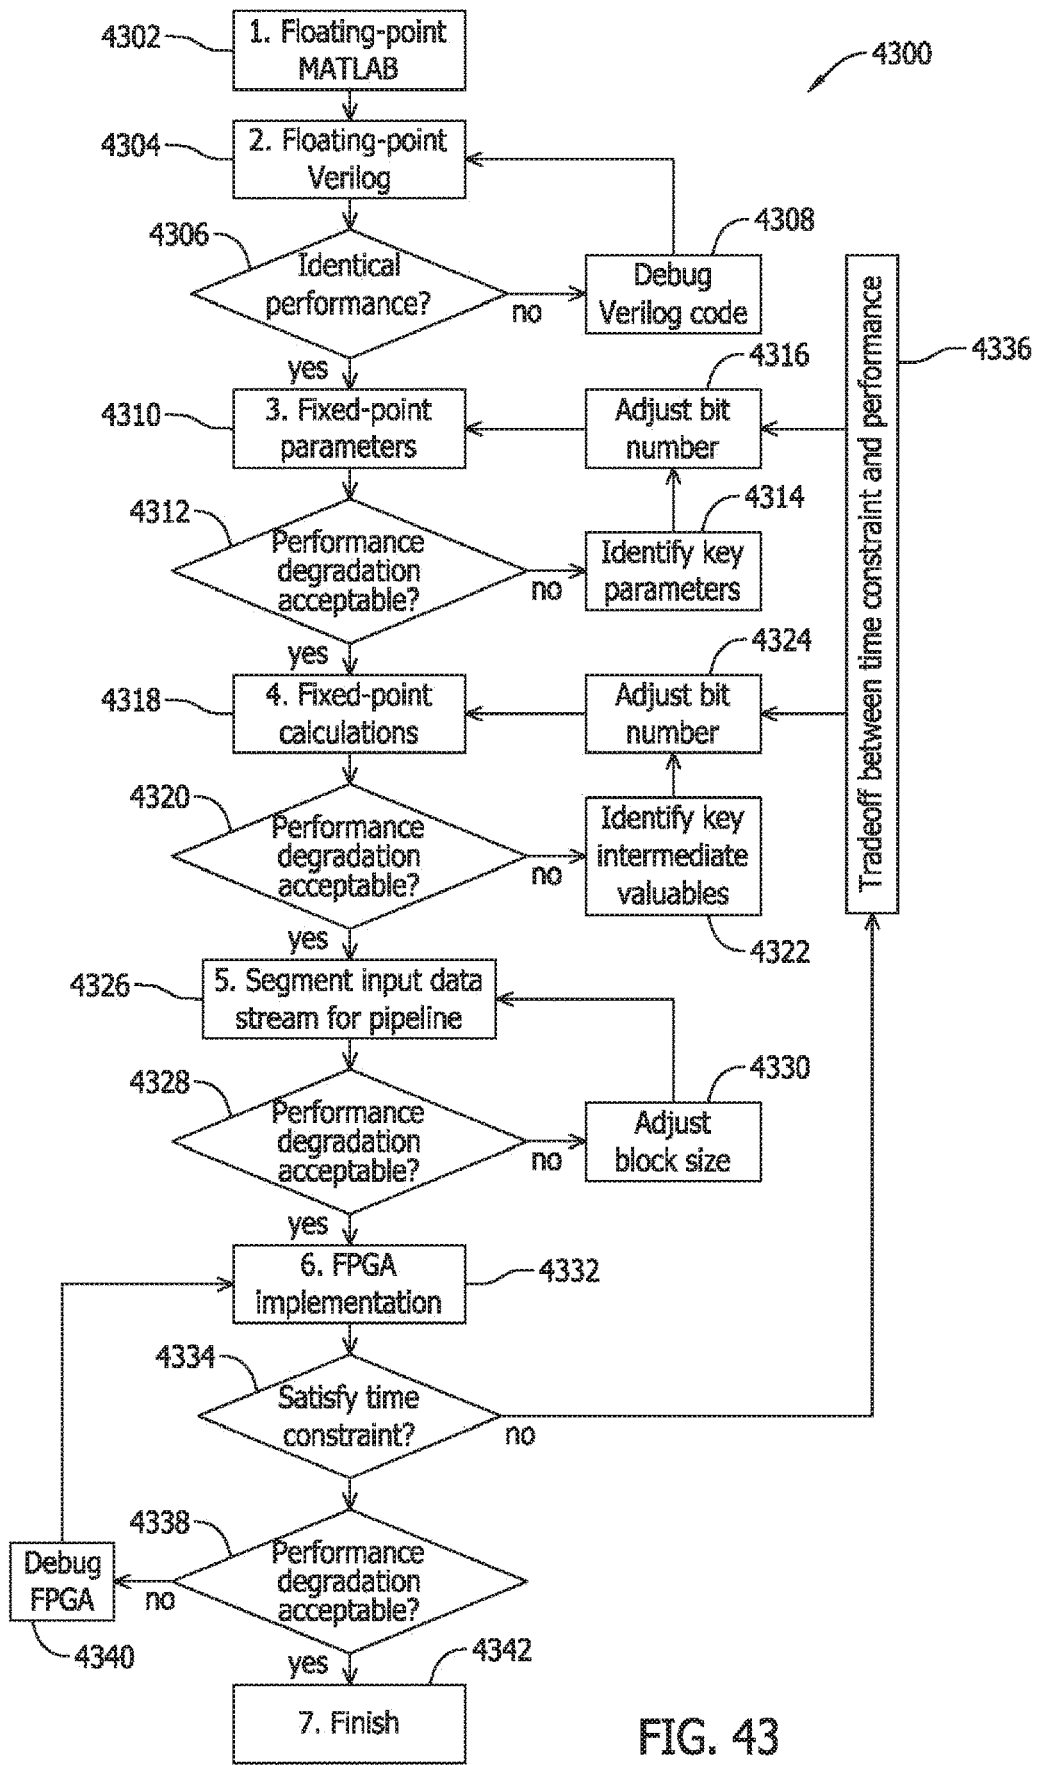 4302
1. Floating-point
MATLAB
4300
4304
2. Floating-point
Verilog
4306
Identical
performance?
no
yes
4308
Debug
Verilog code
4310
3. Fixed-point
parameters
4316
Adjust bit
number
Tradeoff between time constraint and performance
4336
4312
Performance
degradation
acceptable?
no
yes
4314
Identify key
parameters
4318
4. Fixed-point
calculations
4324
Adjust bit
number
4320
Performance
degradation
acceptable?
no
yes
Identify key
intermediate
valuables
4322
4326
5. Segment input data
stream for pipeline
4328
Performance
degradation
acceptable?
no
yes
4330
Adjust
block size
6. FPGA
implementation
4332
4334
Satisfy time
constraint?
no
4338
Performance
degradation
acceptable?
no
yes
Debug
FPGA
4340
4342
7. Finish
FIG. 43